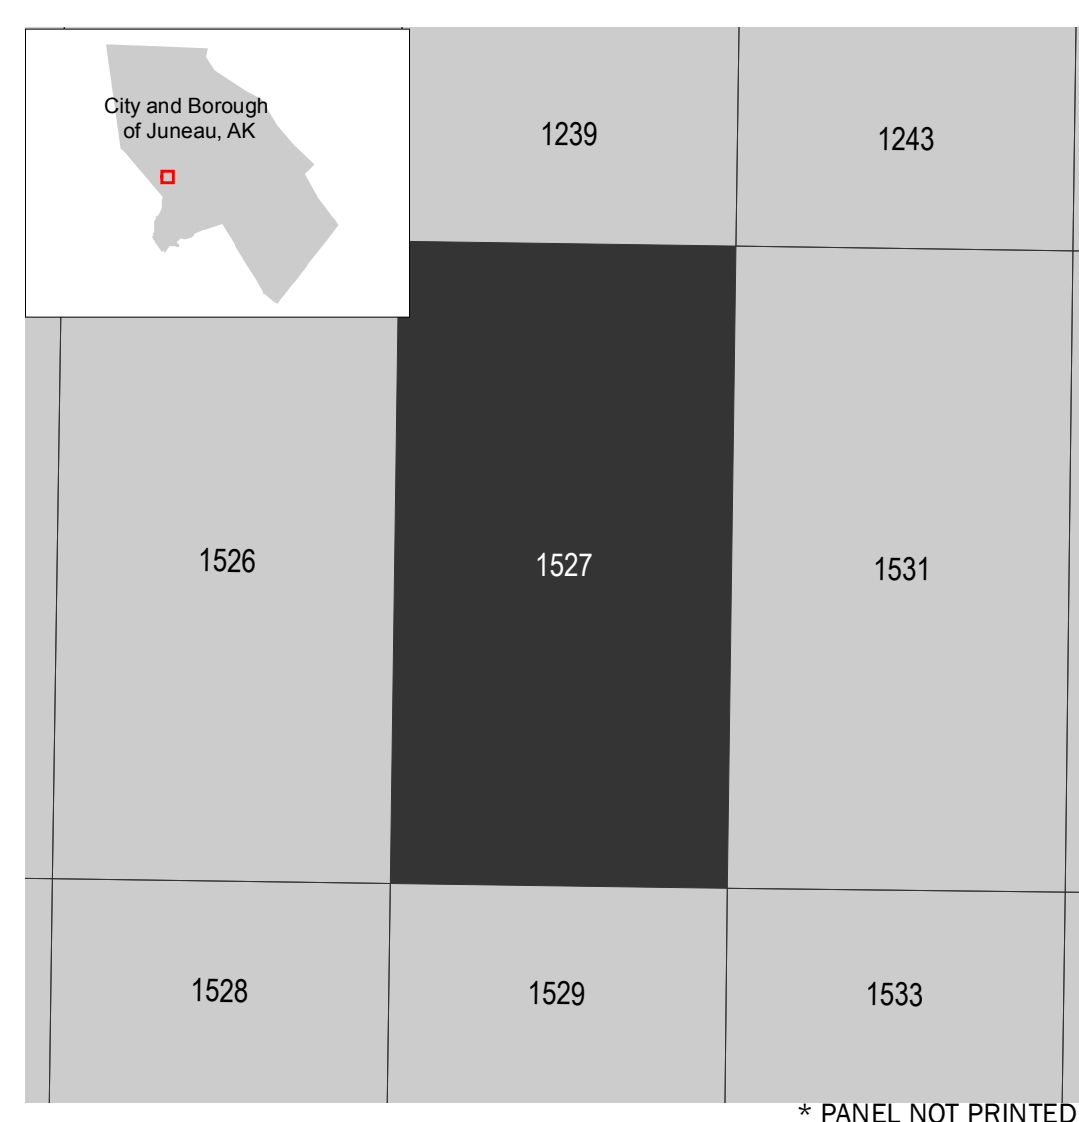 City and Borough
of Juneau, AK
1239
1243
1526
1527
1531
1528
1529
1533
* PANEL NOT PRINTED